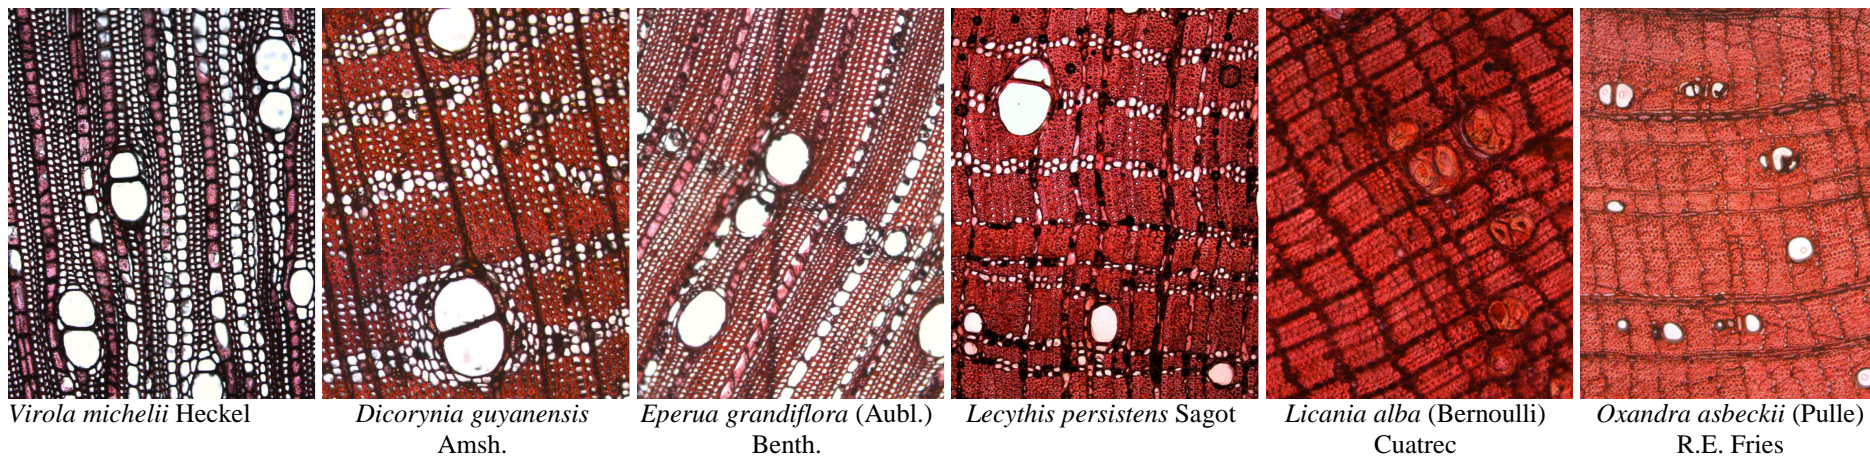 Virola michelii Heckel
Dicorynia guyanensis
Amsh.
Eperua grandiflora (Aubl.)
Benth.
Lecythis persistens Sagot
Licania alba (Bernoulli)
Cuatrec
Oxandra asbeckii (Pulle)
R.E. Fries